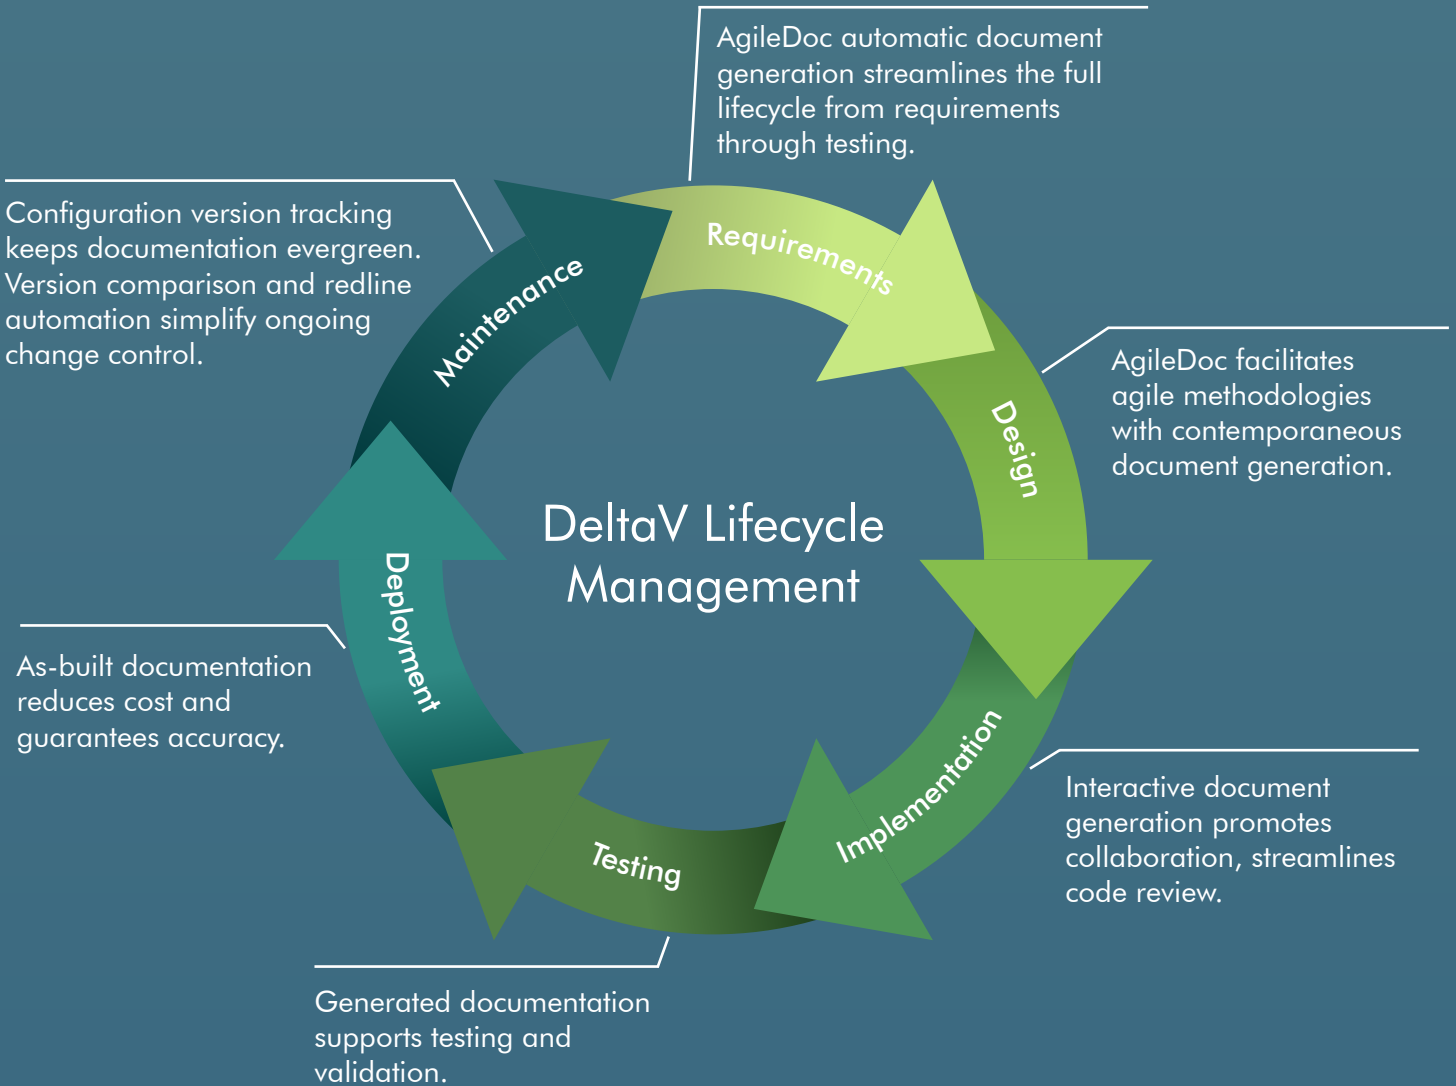 AgileDoc automatic document
generation streamlines the full
lifecycle from requirements
through testing.
Requirements
AgileDoc facilitates
agile methodologies
with contemporaneous
document generation.
Design
Interactive document
generation promotes
collaboration, streamlines
code review.
Implementation
Generated documentation
supports testing and
validation.
Testing
As-built documentation
reduces cost and
guarantees accuracy.
Deployment
Configuration version tracking
keeps documentation evergreen.
Version comparison and redline
automation simplify ongoing
change control.
Maintenance
DeltaV Lifecycle
Management